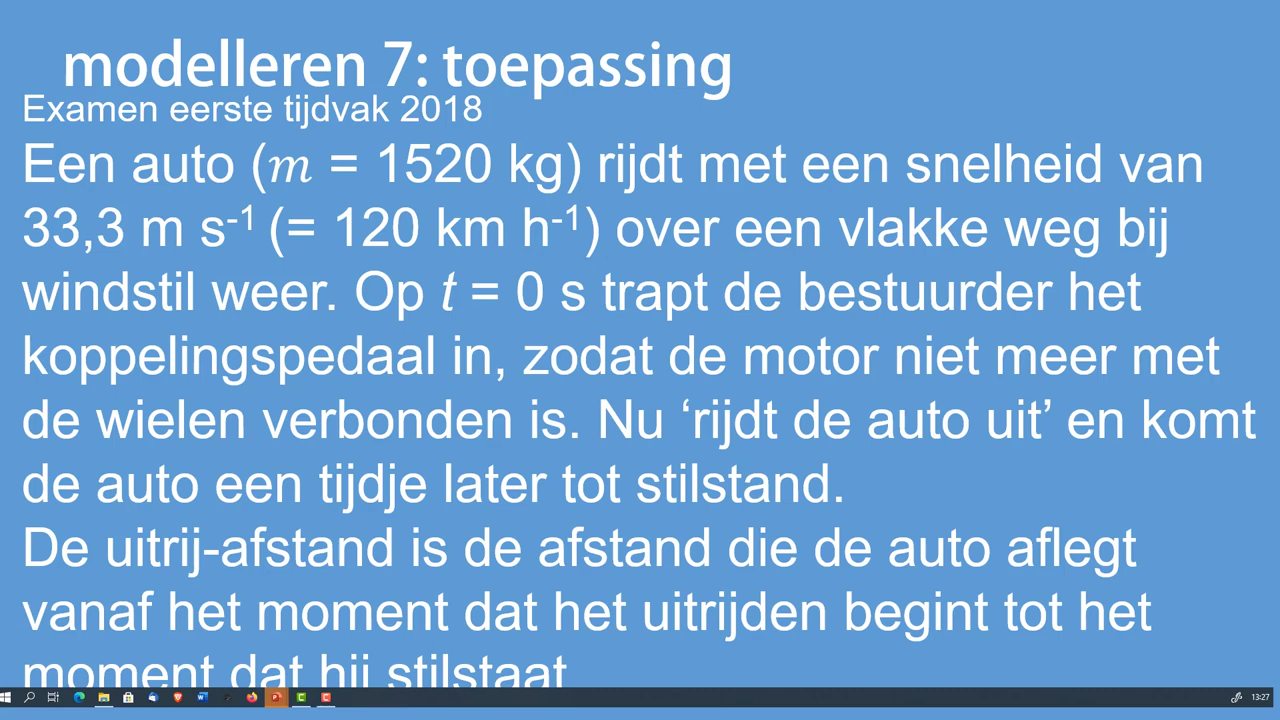 modelleren 7: toepassing
Examen eerste tijdvak 2018
Een auto (𝑚 = 1520 kg) rijdt met een snelheid van
33,3 m s⁻¹ (= 120 km h⁻¹) over een vlakke weg bij
windstil weer. Op t = 0 s trapt de bestuurder het
koppelingspedaal in, zodat de motor niet meer met
de wielen verbonden is. Nu ‘rijdt de auto uit’ en komt
de auto een tijdje later tot stilstand.
De uitrij-afstand is de afstand die de auto aflegt
vanaf het moment dat het uitrijden begint tot het
moment dat hij stilstaat
13:27